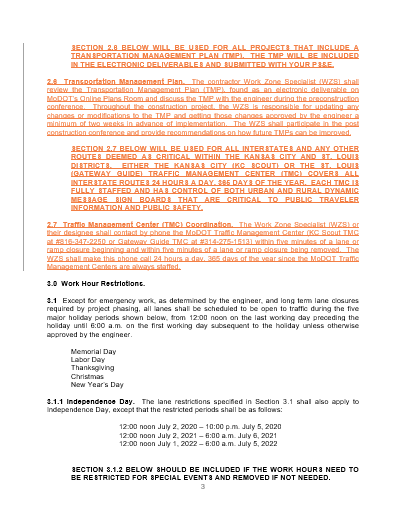 SECTION 2.6 BELOW WILL BE USED FOR ALL PROJECTS THAT INCLUDE A
TRANSPORTATION MANAGEMENT PLAN (TMP). THE TMP WILL BE INCLUDED
IN THE ELECTRONIC DELIVERABLES AND SUBMITTED WITH YOUR PS&E.
2.6 Transportation Management Plan. The contractor Work Zone Specialist (WZS) shall
review the Transportation Management Plan (TMP), found as an electronic deliverable on
MoDOT's Online Plans Room and discuss the TMP with the engineer during the preconstruction
conference. Throughout the construction project, the WZS is responsible for updating any
changes or modifications to the TMP and getting those changes approved by the engineer a
minimum of two weeks in advance of implementation. The WZS shall participate in the post
construction conference and provide recommendations on how future TMPs can be improved.
SECTION 2.7 BELOW WILL BE USED FOR ALL INTERSTATES AND ANY OTHER
ROUTES DEEMED AS CRITICAL WITHIN THE KANSAS CITY AND ST. LOUIS
DISTRICTS. EITHER THE KANSAS CITY (KC SCOUT) OR THE ST. LOUIS
(GATEWAY GUIDE) TRAFFIC MANAGEMENT CENTER (TMC) COVERS ALL
INTERSTATE ROUTES 24 HOURS A DAY, 365 DAYS OF THE YEAR. EACH TMC IS
FULLY STAFFED AND HAS CONTROL OF BOTH URBAN AND RURAL DYNAMIC
MESSAGE SIGN BOARDS THAT ARE CRITICAL TO PUBLIC TRAVELER
INFORMATION AND PUBLIC SAFETY.
2.7 Traffic Management Center (TMC) Coordination. The Work Zone Specialist (WZS) or
their designee shall contact by phone the MoDOT Traffic Management Center (KC Scout TMC
at #816-347-2250 or Gateway Guide TMC at #314-275-1513) within five minutes of a lane or
ramp closure beginning and within five minutes of a lane or ramp closure being removed. The
WZS shall make this phone call 24 hours a day, 365 days of the year since the MoDOT Traffic
Management Centers are always staffed.
3.0 Work Hour Restrictions.
3.1 Except for emergency work, as determined by the engineer, and long term lane closures
required by project phasing, all lanes shall be scheduled to be open to traffic during the five
major holiday periods shown below, from 12:00 noon on the last working day preceding the
holiday until 6:00 a.m. on the first working day subsequent to the holiday unless otherwise
approved by the engineer.
Memorial Day
Labor Day
Thanksgiving
Christmas
New Year's Day
3.1.1 Independence Day. The lane restrictions specified in Section 3.1 shall also apply to
Independence Day, except that the restricted periods shall be as follows:
12:00 noon July 2, 2020 – 10:00 p.m. July 5, 2020
12:00 noon July 2, 2021 – 6:00 a.m. July 6, 2021
12:00 noon July 1, 2022 – 6:00 a.m. July 5, 2022
SECTION 3.1.2 BELOW SHOULD BE INCLUDED IF THE WORK HOURS NEED TO
BE RESTRICTED FOR SPECIAL EVENTS AND REMOVED IF NOT NEEDED.
3